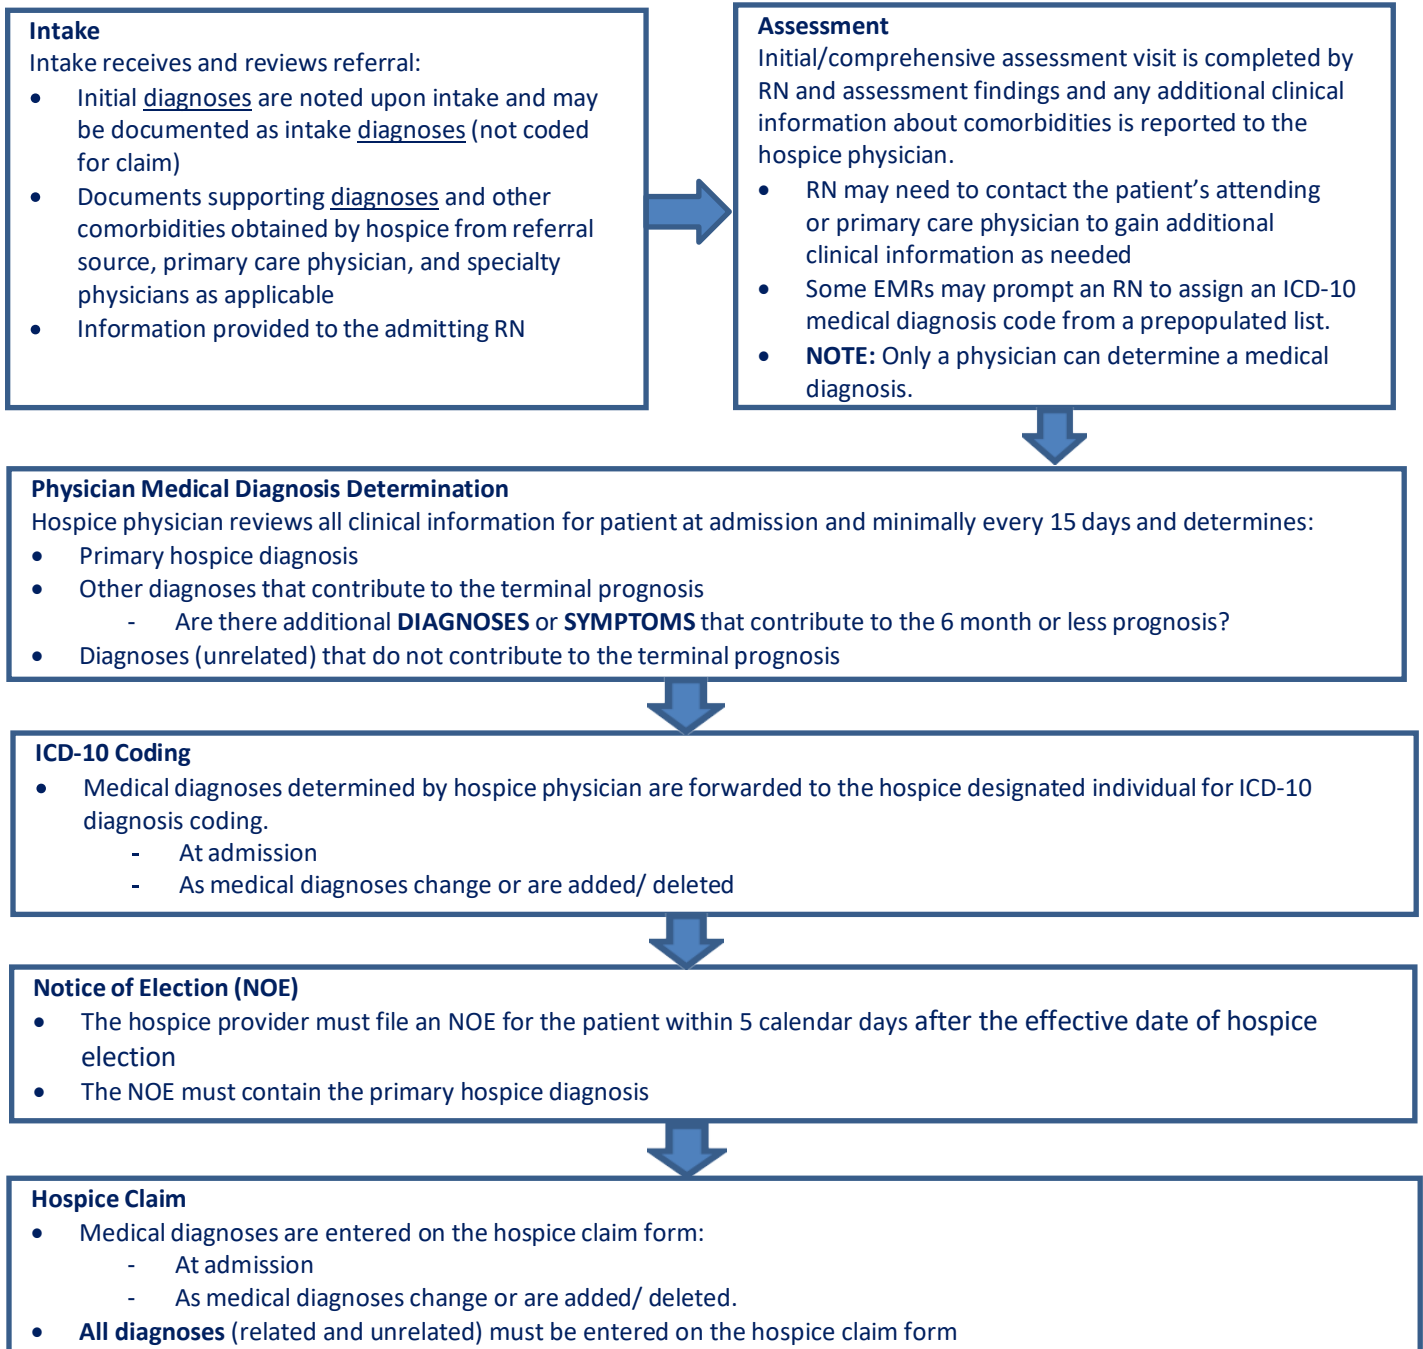 Intake
Intake receives and reviews referral:
• Initial diagnoses are noted upon intake and may
be documented as intake diagnoses (not coded
for claim)
• Documents supporting diagnoses and other
comorbidities obtained by hospice from referral
source, primary care physician, and specialty
physicians as applicable
• Information provided to the admitting RN
Assessment
Initial/comprehensive assessment visit is completed by
RN and assessment findings and any additional clinical
information about comorbidities is reported to the
hospice physician.
• RN may need to contact the patient’s attending
or primary care physician to gain additional
clinical information as needed
• Some EMRs may prompt an RN to assign an ICD-10
medical diagnosis code from a prepopulated list.
• NOTE: Only a physician can determine a medical
diagnosis.
Physician Medical Diagnosis Determination
Hospice physician reviews all clinical information for patient at admission and minimally every 15 days and determines:
• Primary hospice diagnosis
• Other diagnoses that contribute to the terminal prognosis
- Are there additional DIAGNOSES or SYMPTOMS that contribute to the 6 month or less prognosis?
• Diagnoses (unrelated) that do not contribute to the terminal prognosis
ICD-10 Coding
• Medical diagnoses determined by hospice physician are forwarded to the hospice designated individual for ICD-10
diagnosis coding.
- At admission
- As medical diagnoses change or are added/ deleted
Notice of Election (NOE)
• The hospice provider must file an NOE for the patient within 5 calendar days after the effective date of hospice
election
• The NOE must contain the primary hospice diagnosis
Hospice Claim
• Medical diagnoses are entered on the hospice claim form:
- At admission
- As medical diagnoses change or are added/ deleted.
• All diagnoses (related and unrelated) must be entered on the hospice claim form